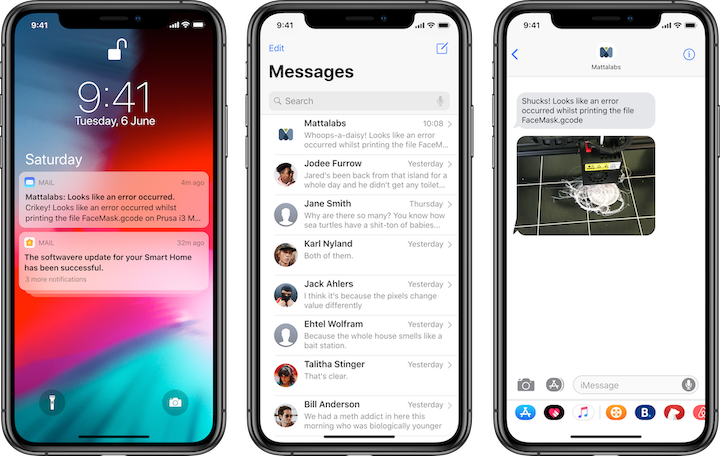 9:41
9:41
Tuesday, 6 June
Saturday
MAIL
4m ago
Mattalabs: Looks like an error occurred.
Crikey! Looks like an error occurred whilst
printing the file FaceMask.gcode on Prusa i3 M...
MAIL
32m ago
The softwavere update for your Smart Home
has been successful.
3 more notifications
9:41
Edit
Messages
Search
Mattalabs
10:08
Whoops-a-daisy! Looks like an error
occurred whilst printing the file FaceM...
Jodee Furrow
Yesterday
Jared's been back from that island for a
whole day and he didn't get any toilet...
Jane Smith
Thursday
Why are there so many? You know how
sea turtles have a shit-ton of babies...
Karl Nyland
Yesterday
Both of them.
Jack Ahlers
Yesterday
I think it's because the pixels change
value differently
Ehtel Wolfram
Yesterday
Because the whole house smells like a
bait station.
Talitha Stinger
Yesterday
That's clear.
Bill Anderson
Yesterday
We had a meth addict in here this
morning who was biologically younger
9:41
Mattalabs
Shucks! Looks like an error
occurred whilst printing the file
FaceMask.gcode
iMessage
B.